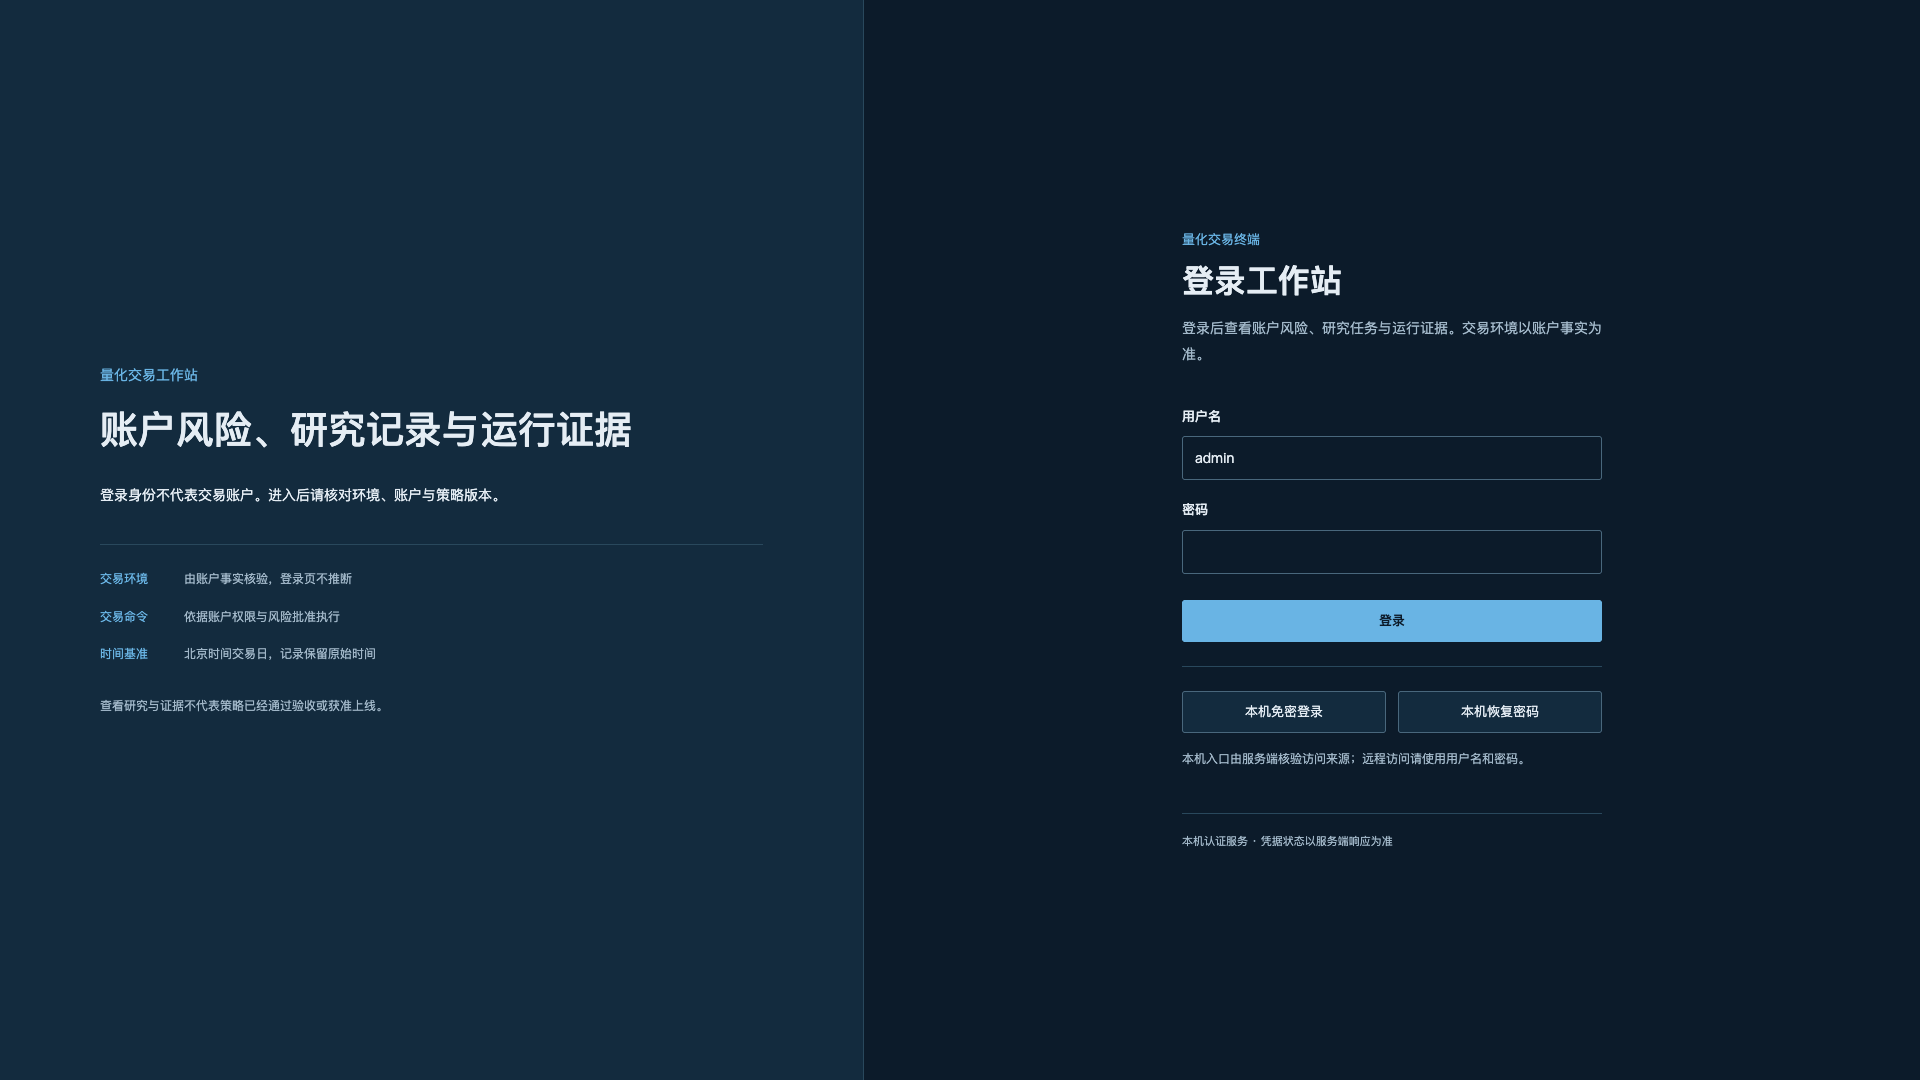 量化交易工作站
账户风险、研究记录与运行证据
登录身份不代表交易账户。进入后请核对环境、账户与策略版本。
交易环境 由账户事实核验，登录页不推断
交易命令 依据账户权限与风险批准执行
时间基准 北京时间交易日，记录保留原始时间
查看研究与证据不代表策略已经通过验收或获准上线。
量化交易终端
登录工作站
登录后查看账户风险、研究任务与运行证据。交易环境以账户事实为
准。
用户名
admin
密码
登录
本机免密登录
本机恢复密码
本机入口由服务端核验访问来源；远程访问请使用用户名和密码。
本机认证服务 · 凭据状态以服务端响应为准